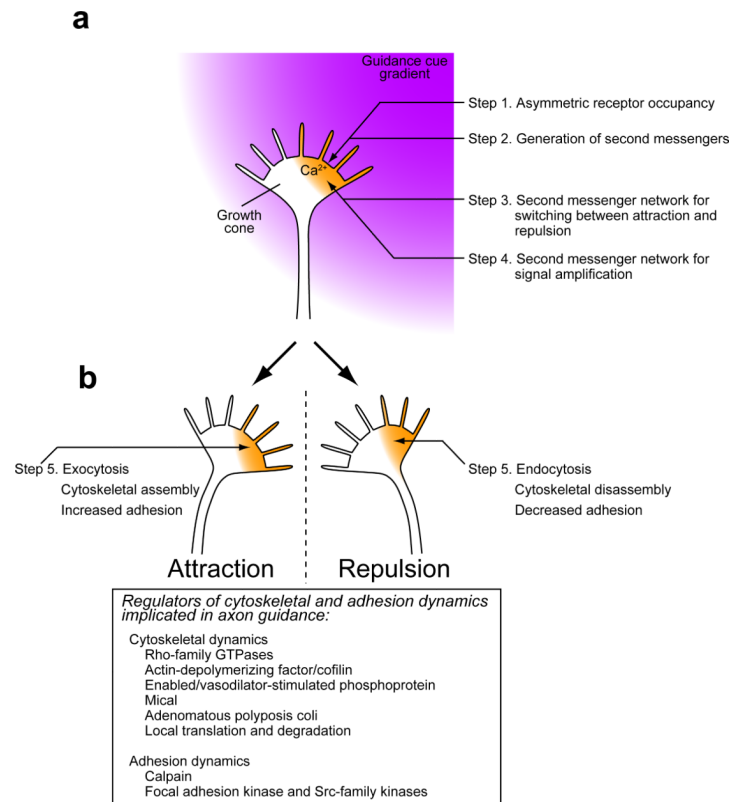 a
Guidance cue
gradient
Step 1. Asymmetric receptor occupancy
Step 2. Generation of second messengers
Ca²⁺
Step 3. Second messenger network for
switching between attraction and
repulsion
Growth
cone
Step 4. Second messenger network for
signal amplification
b
Step 5. Exocytosis
Cytoskeletal assembly
Increased adhesion
Step 5. Endocytosis
Cytoskeletal disassembly
Decreased adhesion
Attraction
Repulsion
Regulators of cytoskeletal and adhesion dynamics
implicated in axon guidance:
Cytoskeletal dynamics
Rho-family GTPases
Actin-depolymerizing factor/cofilin
Enabled/vasodilator-stimulated phosphoprotein
Mical
Adenomatous polyposis coli
Local translation and degradation
Adhesion dynamics
Calpain
Focal adhesion kinase and Src-family kinases